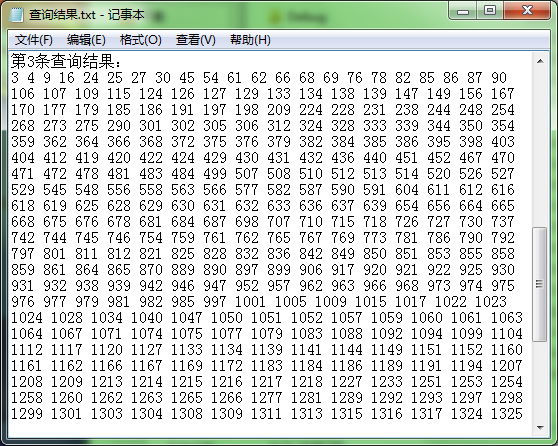 Debug
查询结果.txt - 记事本
文件(F) 编辑(E) 格式(O) 查看(V) 帮助(H)
第3条查询结果:
3 4 9 16 24 25 27 30 45 54 61 62 66 68 69 76 78 82 85 86 87 90
106 107 109 115 124 126 127 129 133 134 138 139 147 149 156 167
170 177 179 185 186 191 197 198 209 224 228 231 238 244 248 254
268 273 275 290 301 302 305 306 312 324 328 333 339 344 350 354
359 362 364 366 368 372 375 376 379 382 384 385 386 395 398 403
404 412 419 420 422 424 429 430 431 432 436 440 451 452 467 470
471 472 478 481 483 484 499 507 508 510 512 513 514 520 526 527
529 545 548 556 558 563 566 577 582 587 590 591 604 611 612 616
618 619 625 628 629 630 631 632 633 636 637 639 654 656 664 665
668 675 676 678 681 684 687 698 707 710 715 718 726 727 730 737
742 744 745 746 754 759 761 762 765 767 769 773 781 786 790 792
797 801 811 812 821 825 828 832 836 842 849 850 851 853 855 858
859 861 864 865 870 889 890 897 899 906 917 920 921 922 925 930
931 932 938 939 942 946 947 952 957 962 963 966 968 973 974 975
976 977 979 981 982 985 997 1001 1005 1009 1015 1017 1022 1023
1024 1028 1034 1040 1047 1050 1051 1052 1057 1059 1060 1061 1063
1064 1067 1071 1074 1075 1077 1079 1083 1088 1092 1094 1099 1104
1112 1117 1120 1127 1133 1134 1139 1141 1144 1149 1151 1152 1160
1161 1162 1166 1167 1169 1172 1183 1184 1186 1189 1191 1194 1207
1208 1209 1213 1214 1215 1216 1217 1218 1227 1233 1251 1253 1254
1258 1260 1262 1263 1265 1266 1270 1271 1284 1292 1293 1297 1298
1299 1301 1303 1304 1308 1309 1311 1313 1315 1316 1317 1324 1325